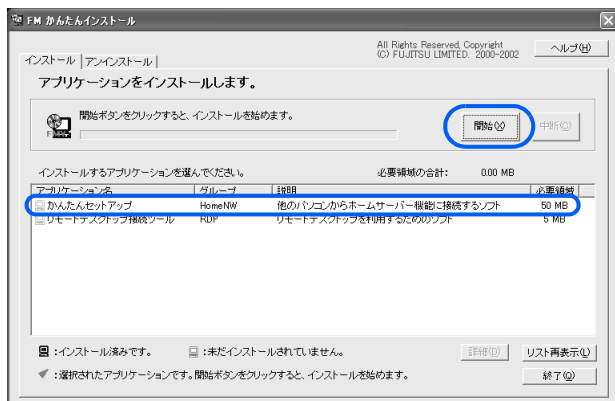 FM かんたんインストール
All Rights Reserved, Copyright
(C) FUJITSU LIMITED. 2000-2002
ヘルプ(H)
インストール アンインストール
アプリケーションをインストールします。
開始ボタンをクリックすると、インストールを始めます。
開始(X)
中断(C)
インストールするアプリケーションを選んでください。
必要領域の合計： 0.00 MB
アプリケーション名 グループ 説明 必要領域
かんたんセットアップ HomeNW 他のパソコンからホームサーバー機能に接続するソフト 50 MB
リモートデスクトップ接続ツール RDP リモートデスクトップを利用するためのソフト 5 MB
：インストール済みです。 ：未だインストールされていません。
詳細(D) リスト再表示(L)
：選択されたアプリケーションです。開始ボタンをクリックすると、インストールを始めます。
終了(Q)